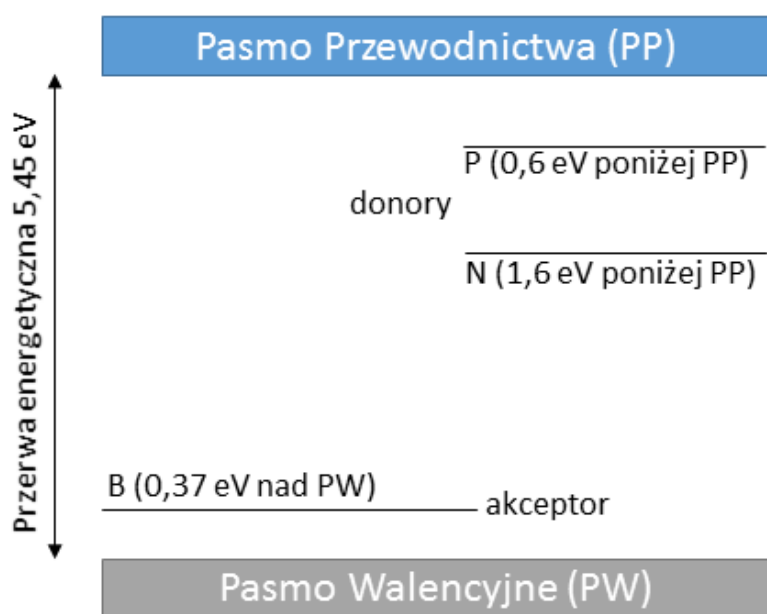 Pasmo Przewodnictwa (PP)
Przerwa energetyczna 5,45 eV
P (0,6 eV poniżej PP)
donory
N (1,6 eV poniżej PP)
B (0,37 eV nad PW)
akceptor
Pasmo Walencyjne (PW)